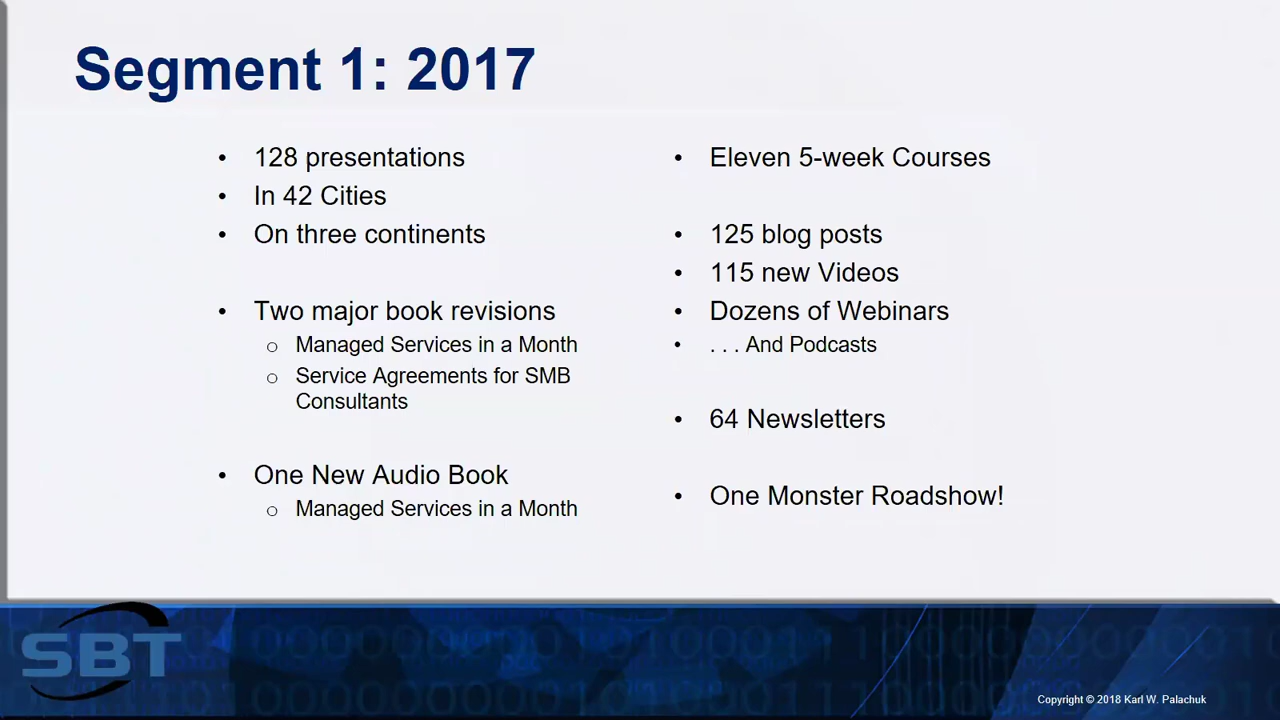 Segment 1: 2017
• 128 presentations
• In 42 Cities
• On three continents
• Two major book revisions
o Managed Services in a Month
o Service Agreements for SMB
Consultants
• One New Audio Book
o Managed Services in a Month
• Eleven 5-week Courses
• 125 blog posts
• 115 new Videos
• Dozens of Webinars
• . . . And Podcasts
• 64 Newsletters
• One Monster Roadshow!
SBT
Copyright © 2018 Karl W. Palachuk